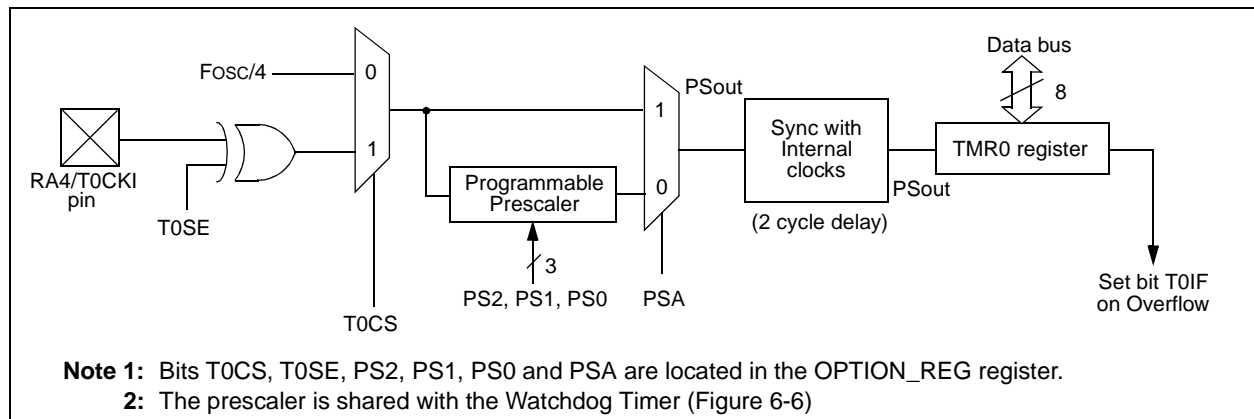 Data bus
FOSC/4
0
8
PSout
1
Sync with
Internal
clocks
TMR0 register
1
RA4/T0CKI
pin
T0SE
Programmable
Prescaler
0
PSout
(2 cycle delay)
3
PS2, PS1, PS0
PSA
T0CS
Set bit T0IF
on Overflow
Note 1: Bits T0CS, T0SE, PS2, PS1, PS0 and PSA are located in the OPTION_REG register.
2: The prescaler is shared with the Watchdog Timer (Figure 6-6)